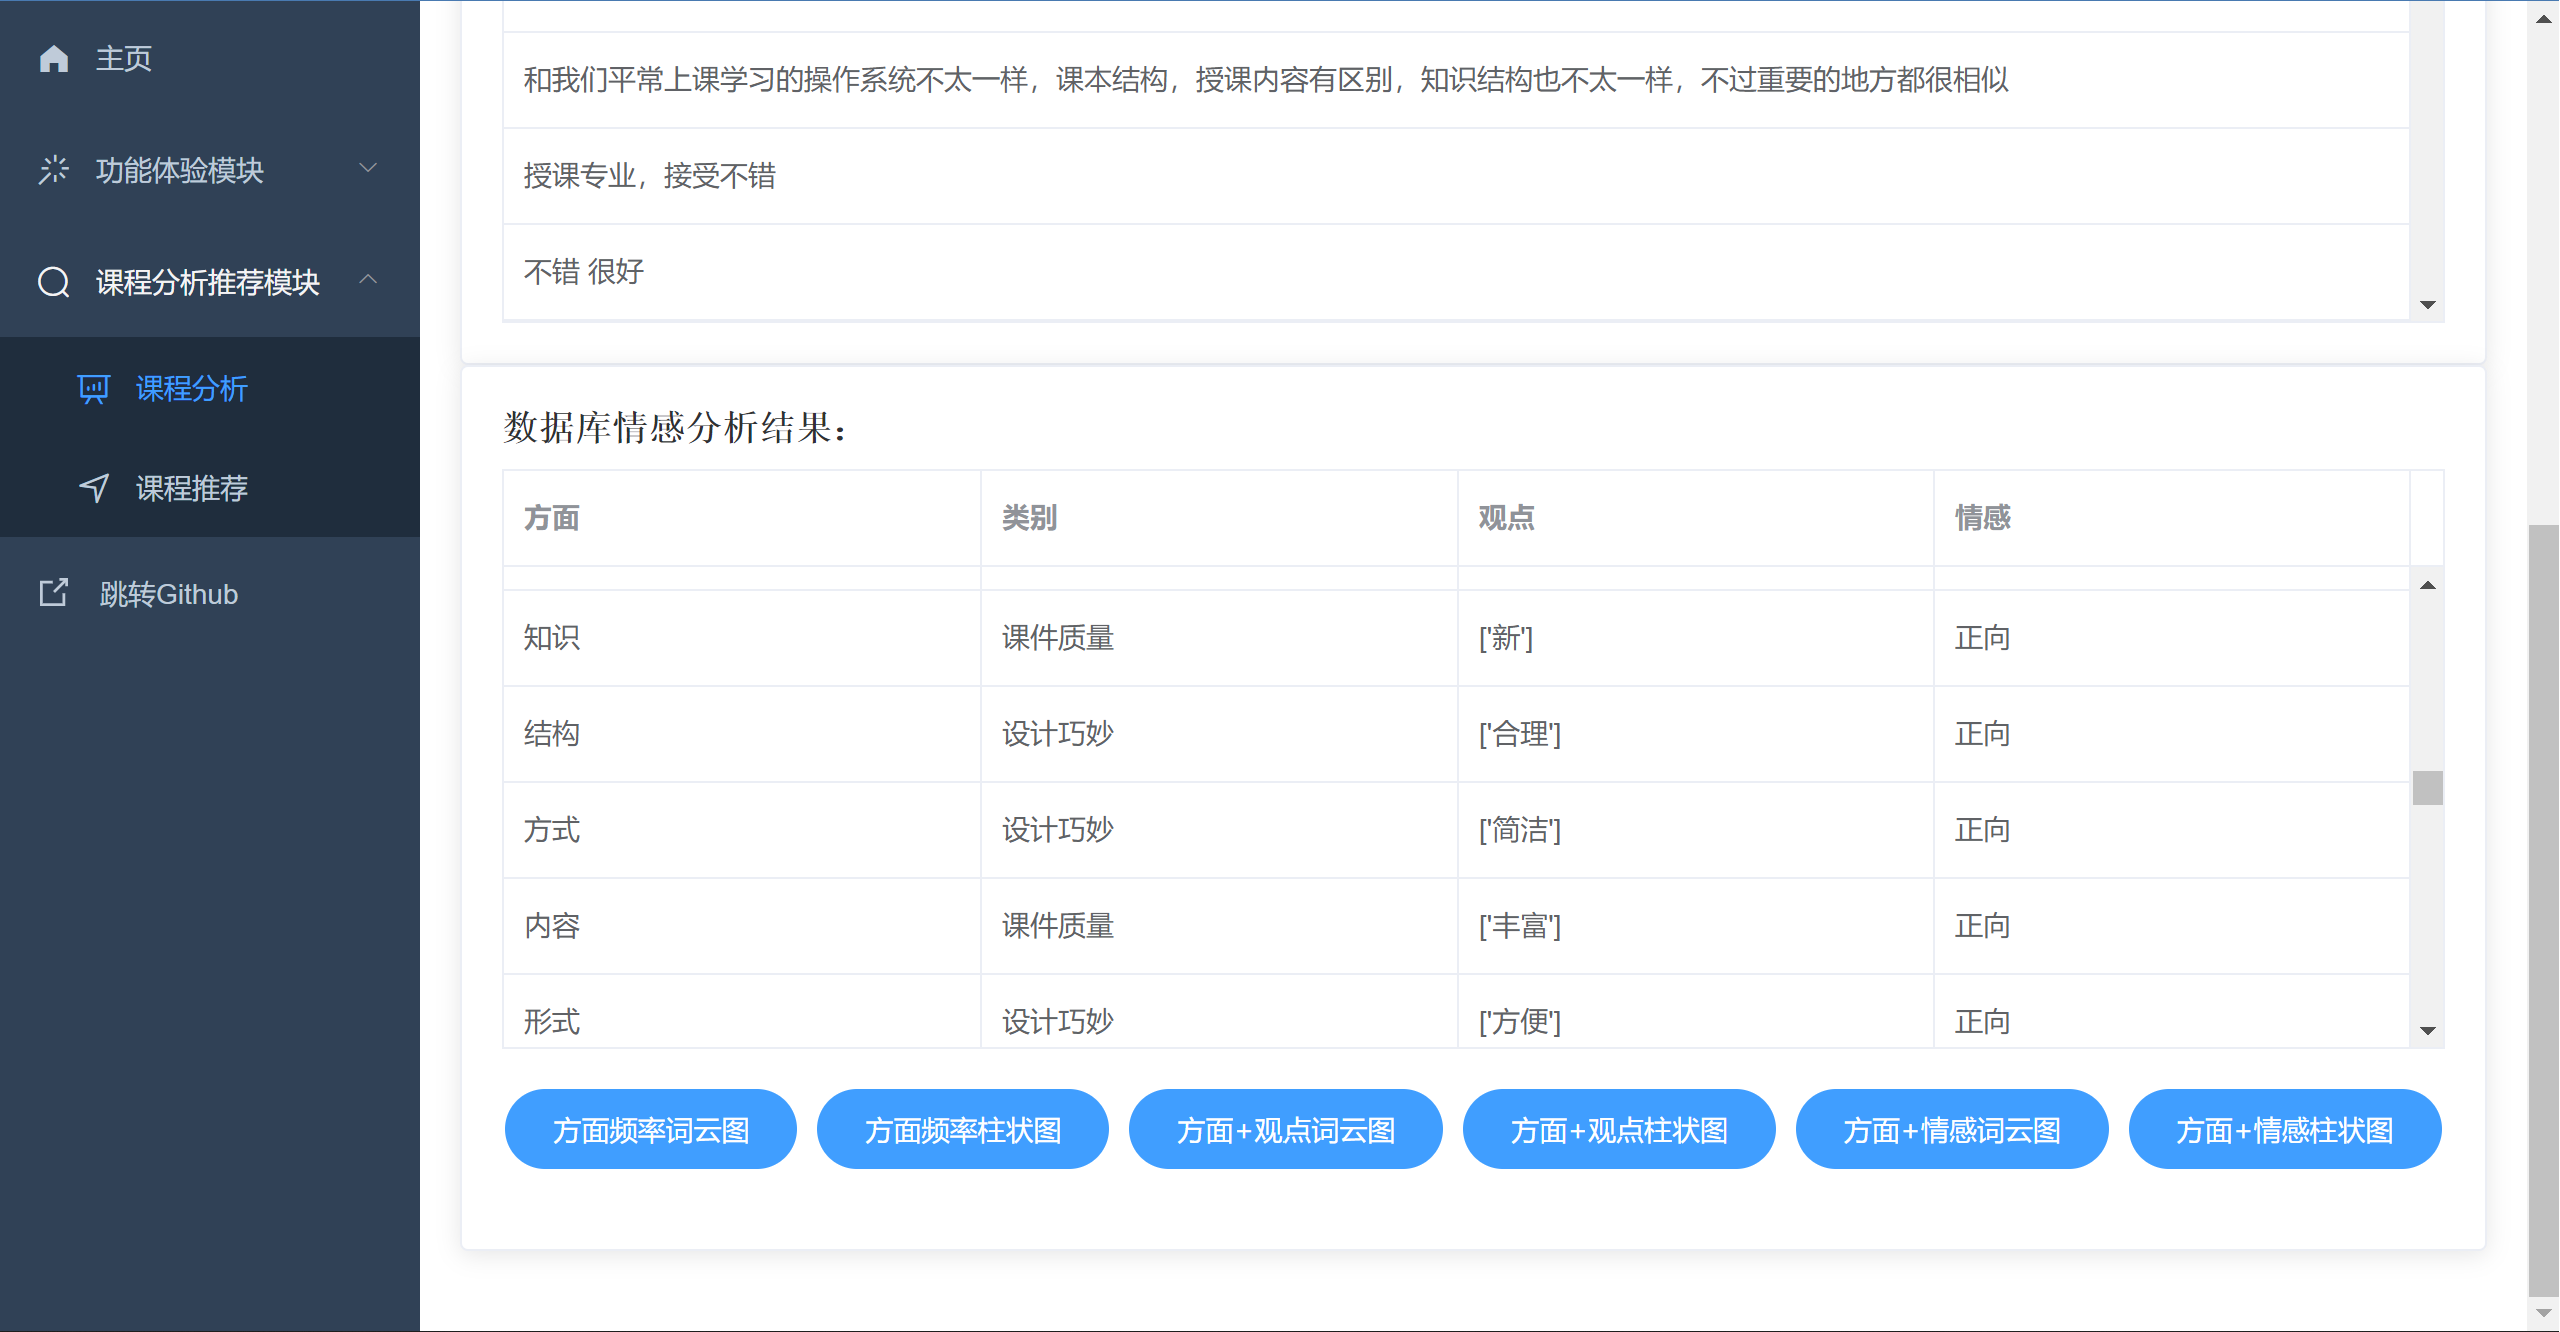 主页
功能体验模块
课程分析推荐模块
课程分析
课程推荐
跳转Github
和我们平常上课学习的操作系统不太一样，课本结构，授课内容有区别，知识结构也不太一样，不过重要的地方都很相似
授课专业，接受不错
不错 很好
数据库情感分析结果：
方面 类别 观点 情感
知识 课件质量 ['新'] 正向
结构 设计巧妙 ['合理'] 正向
方式 设计巧妙 ['简洁'] 正向
内容 课件质量 ['丰富'] 正向
形式 设计巧妙 ['方便'] 正向
方面频率词云图 方面频率柱状图 方面+观点词云图 方面+观点柱状图 方面+情感词云图 方面+情感柱状图